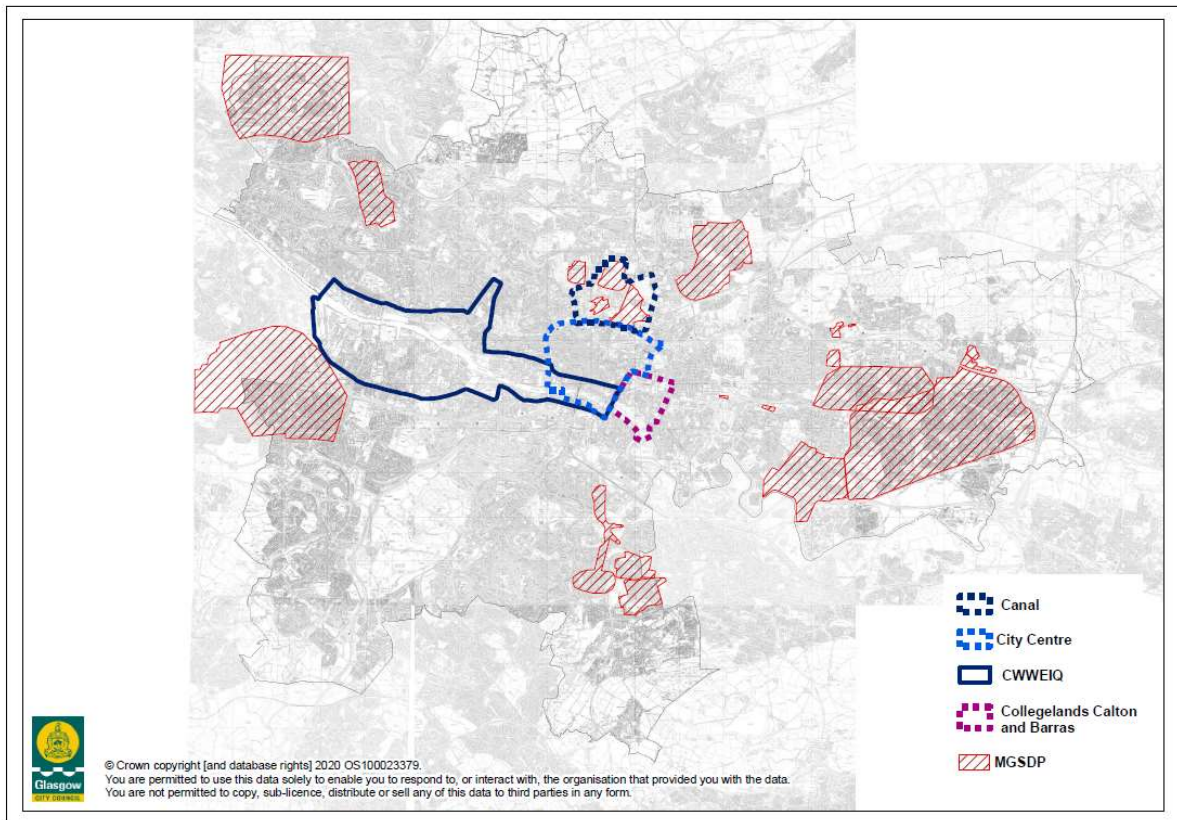 Canal
City Centre
CWWEIQ
Collegelands Calton
and Barras
MGSDP
Glasgow
CITY COUNCIL
© Crown copyright [and database rights] 2020 OS100023379.
You are permitted to use this data solely to enable you to respond to, or interact with, the organisation that provided you with the data.
You are not permitted to copy, sub-licence, distribute or sell any of this data to third parties in any form.